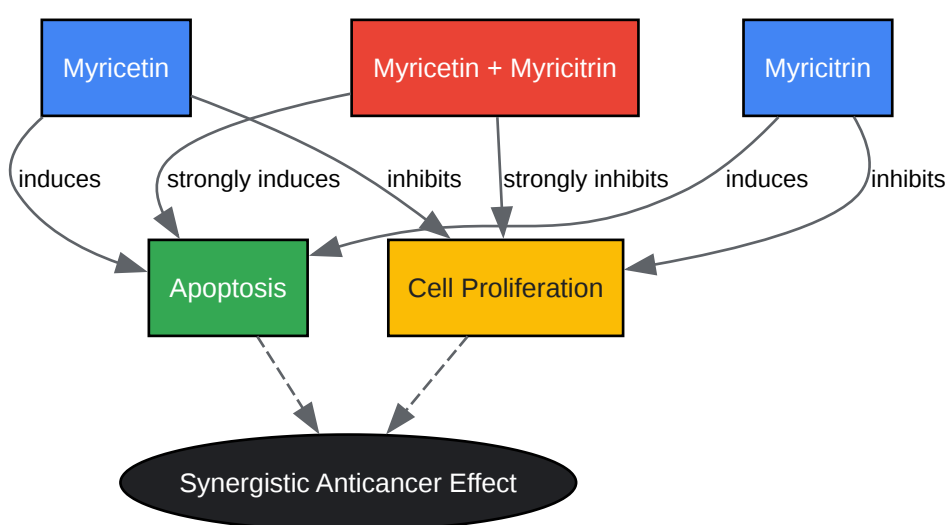 Myricetin
Myricetin + Myricitrin
Myricitrin
induces
strongly induces
inhibits
strongly inhibits
induces
inhibits
Apoptosis
Cell Proliferation
Synergistic Anticancer Effect